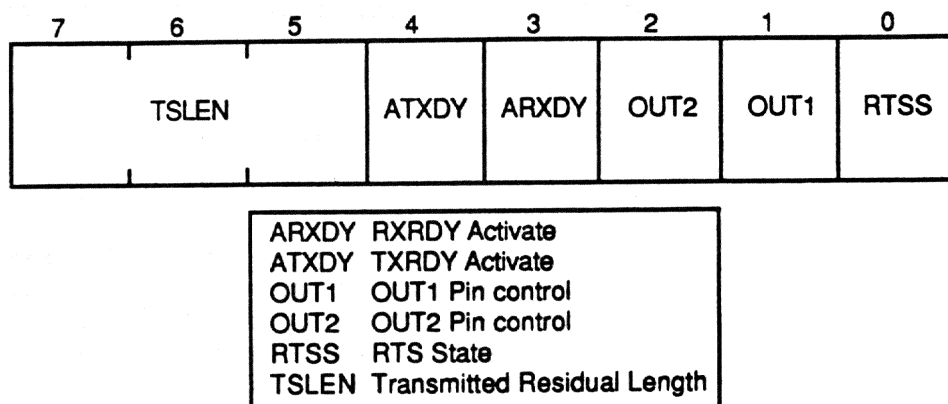 7 6 5 4 3 2 1 0
TSLEN ATXDY ARXDY OUT2 OUT1 RTSS
ARXDY RXRDY Activate
ATXDY TXRDY Activate
OUT1 OUT1 Pin control
OUT2 OUT2 Pin control
RTSS RTS State
TSLEN Transmitted Residual Length